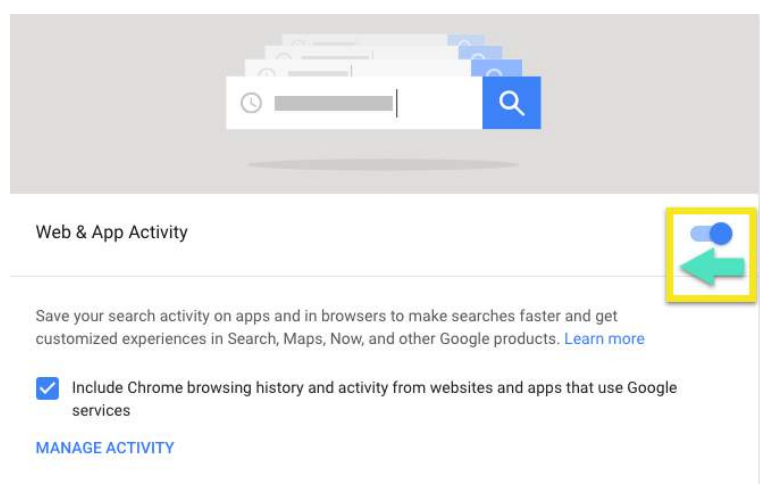 Web & App Activity
Save your search activity on apps and in browsers to make searches faster and get
customized experiences in Search, Maps, Now, and other Google products. Learn more
Include Chrome browsing history and activity from websites and apps that use Google
services
MANAGE ACTIVITY